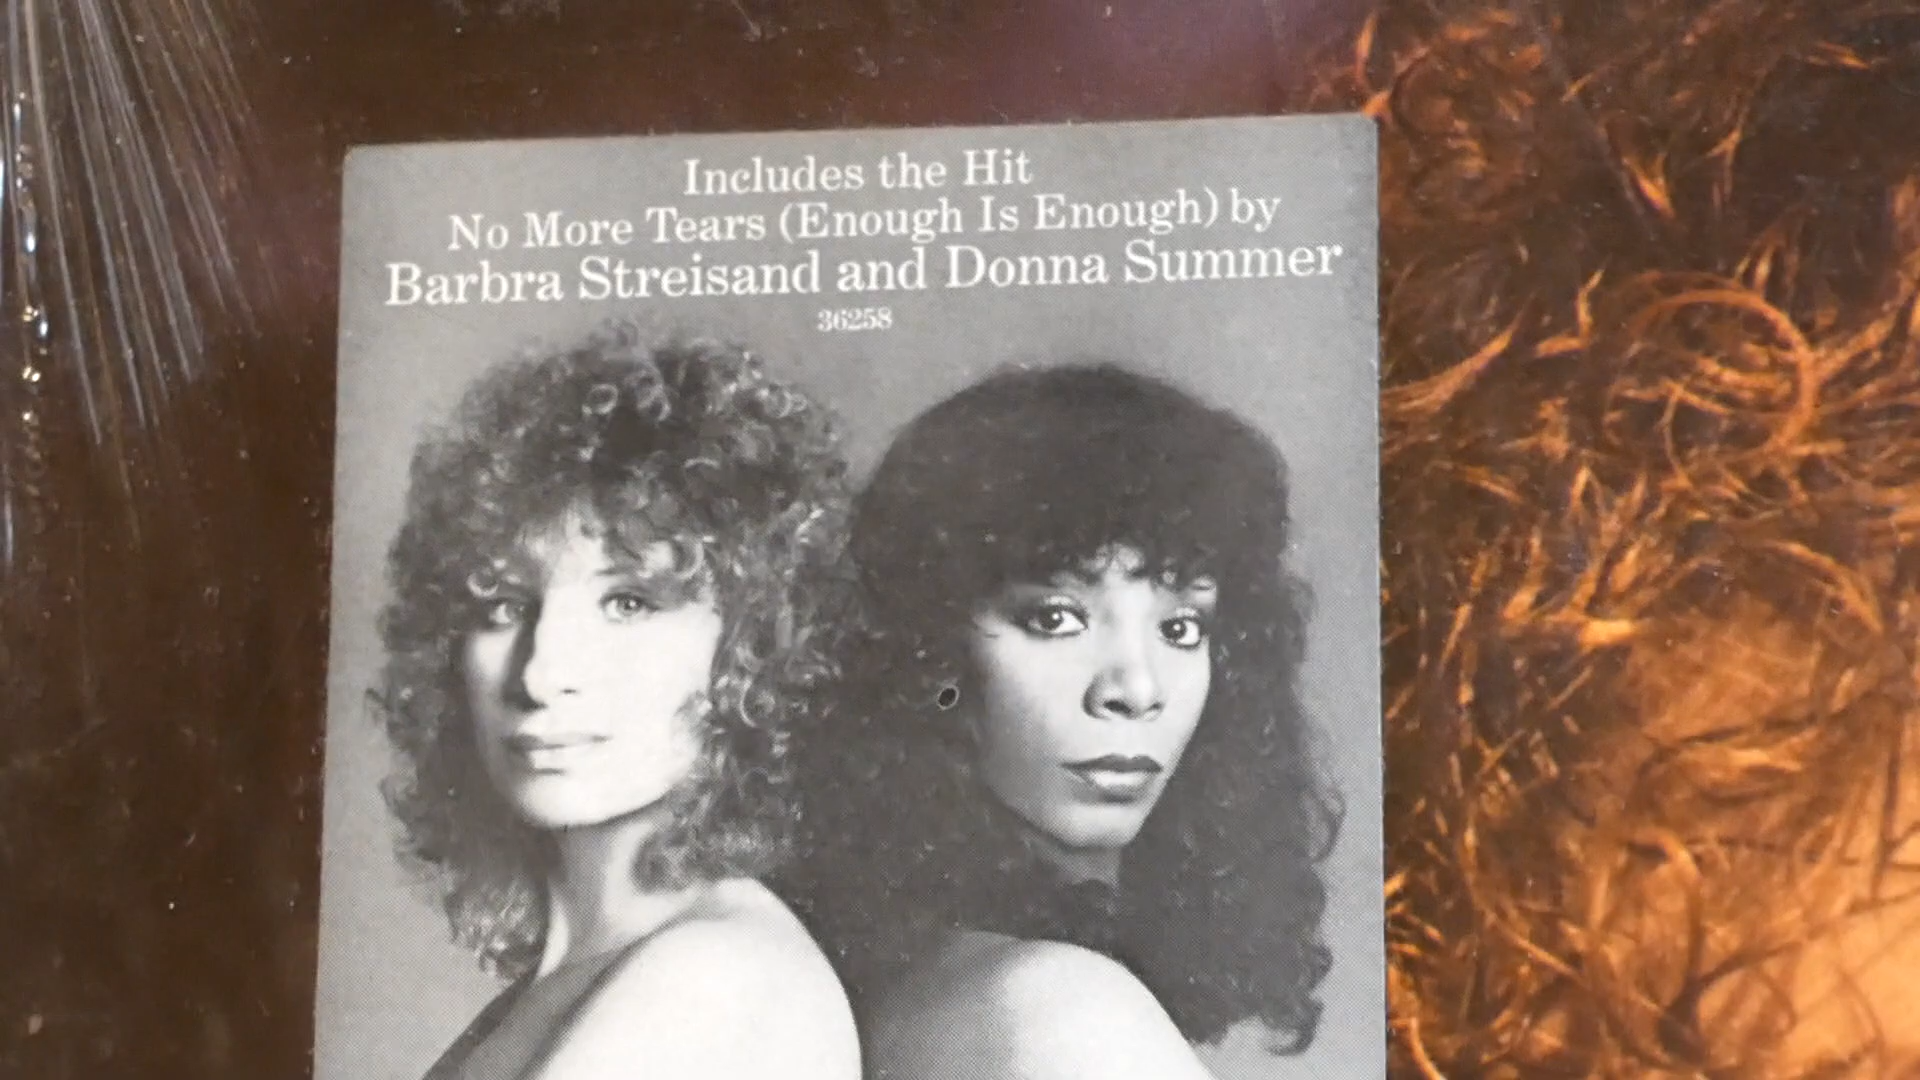 Includes the Hit
No More Tears (Enough Is Enough) by
Barbra Streisand and Donna Summer
36258